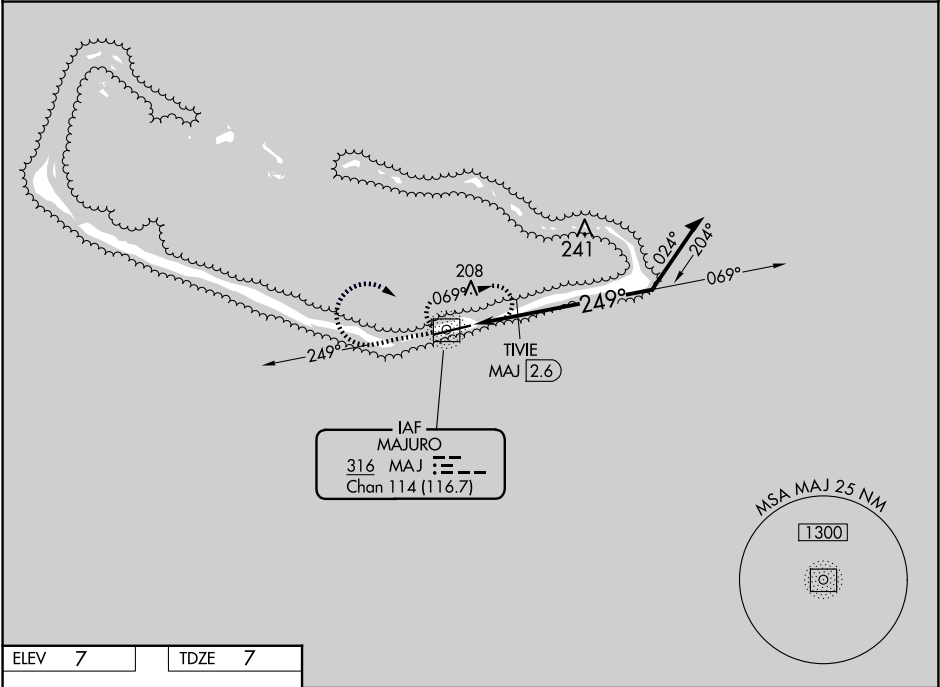 241
024°
204°
208
069°
069°
249°
249°
TIVIE
MAJ 2.6
IAF
MAJURO
316 MAJ
Chan 114 (116.7)
MSA MAJ 25 NM
1300
ELEV 7 TDZE 7